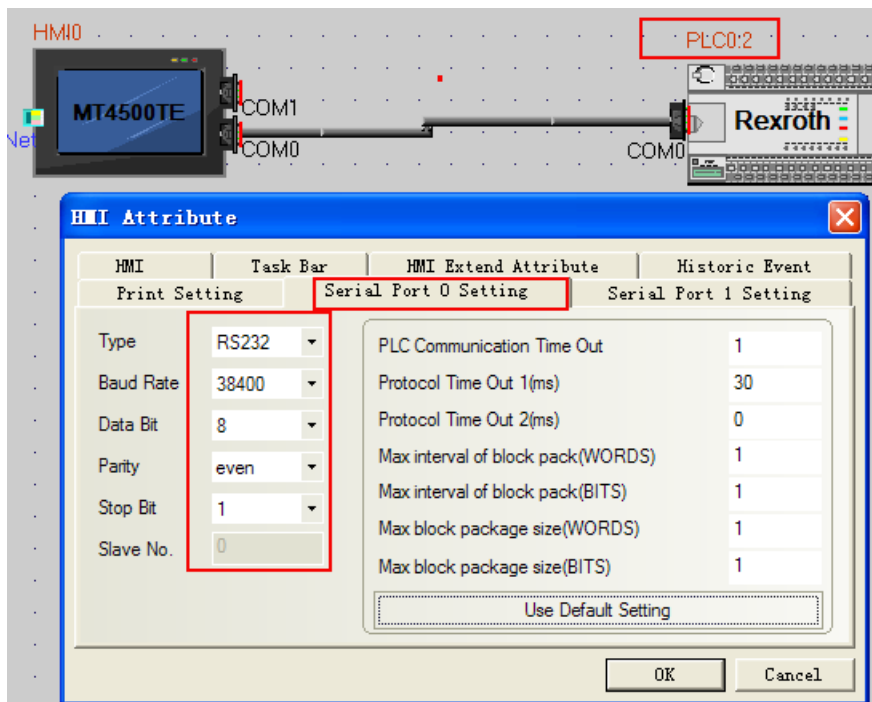 HMI0
PLC0:2
MT4500TE
COM1
Rexroth
Net
COM0
COM0
HMI Attribute
HMI Task Bar HMI Extend Attribute Historic Event
Print Setting Serial Port 0 Setting Serial Port 1 Setting
Type RS232
Baud Rate 38400
Data Bit 8
Parity even
Stop Bit 1
Slave No. 0
PLC Communication Time Out 1
Protocol Time Out 1(ms) 30
Protocol Time Out 2(ms) 0
Max interval of block pack(WORDS) 1
Max interval of block pack(BITS) 1
Max block package size(WORDS) 1
Max block package size(BITS) 1
Use Default Setting
OK Cancel